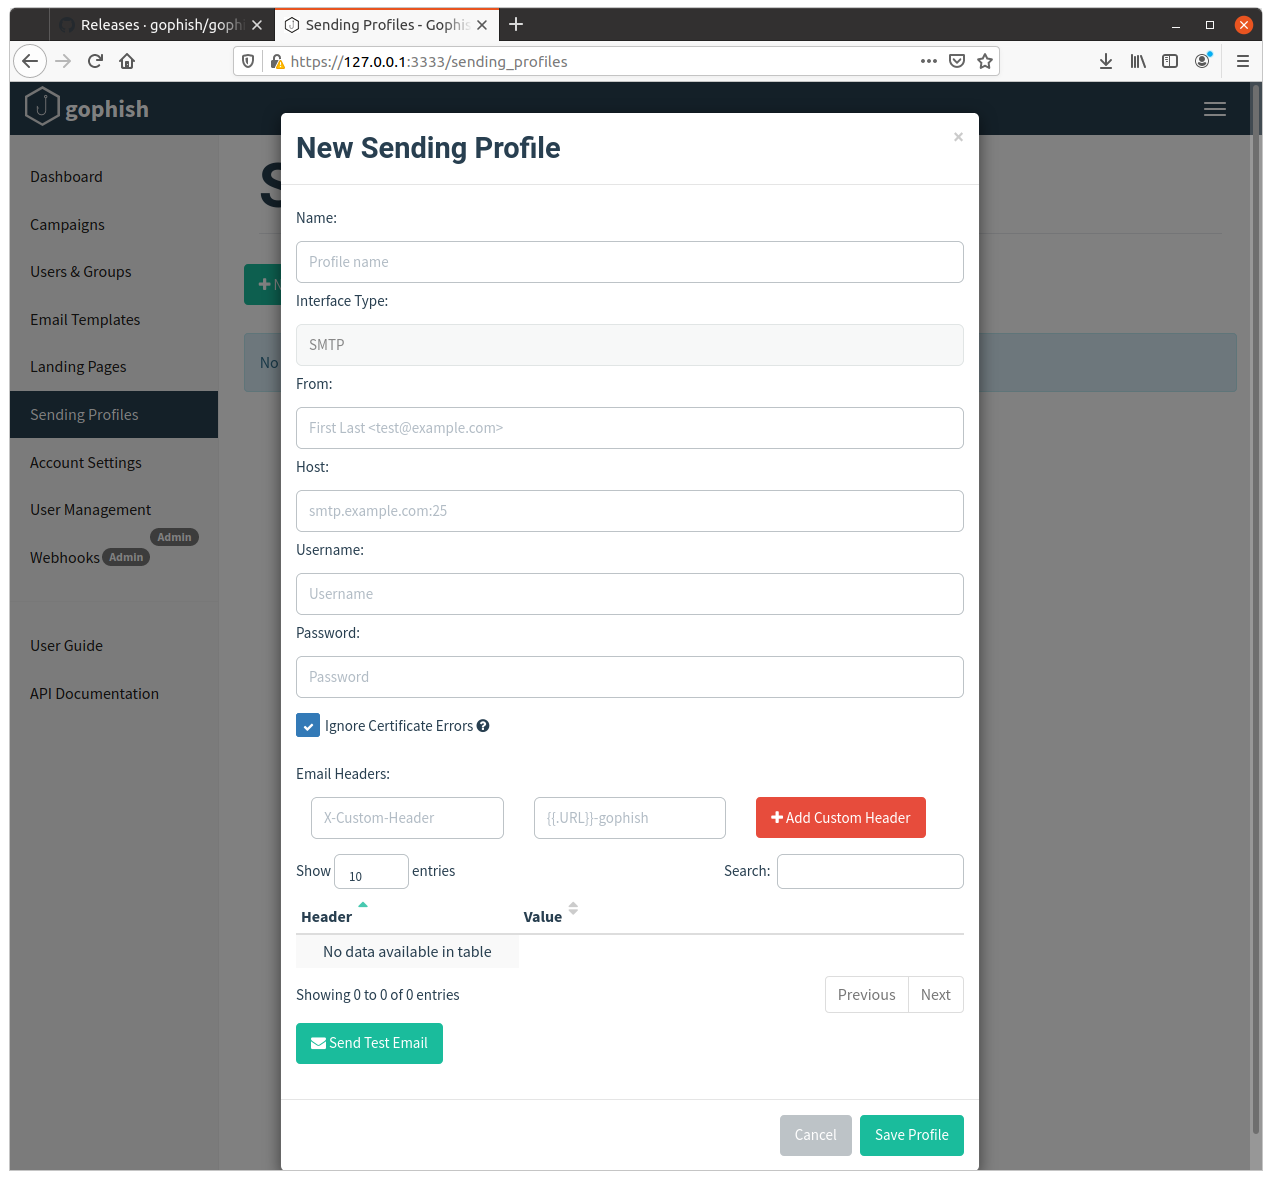 Releases · gophish/goph
Sending Profiles - Gophis
https://127.0.0.1:3333/sending_profiles
gophish
New Sending Profile
×
Dashboard
Campaigns
Users & Groups
Email Templates
Landing Pages
Sending Profiles
Account Settings
User Management
Admin
Webhooks Admin
User Guide
API Documentation
S
N
No
Name:
Profile name
Interface Type:
SMTP
From:
First Last <test@example.com>
Host:
smtp.example.com:25
Username:
Username
Password:
Password
Ignore Certificate Errors
Email Headers:
X-Custom-Header
{{.URL}}-gophish
Add Custom Header
Show 10 entries
Search:
Header
Value
No data available in table
Showing 0 to 0 of 0 entries
Previous
Next
Send Test Email
Cancel
Save Profile